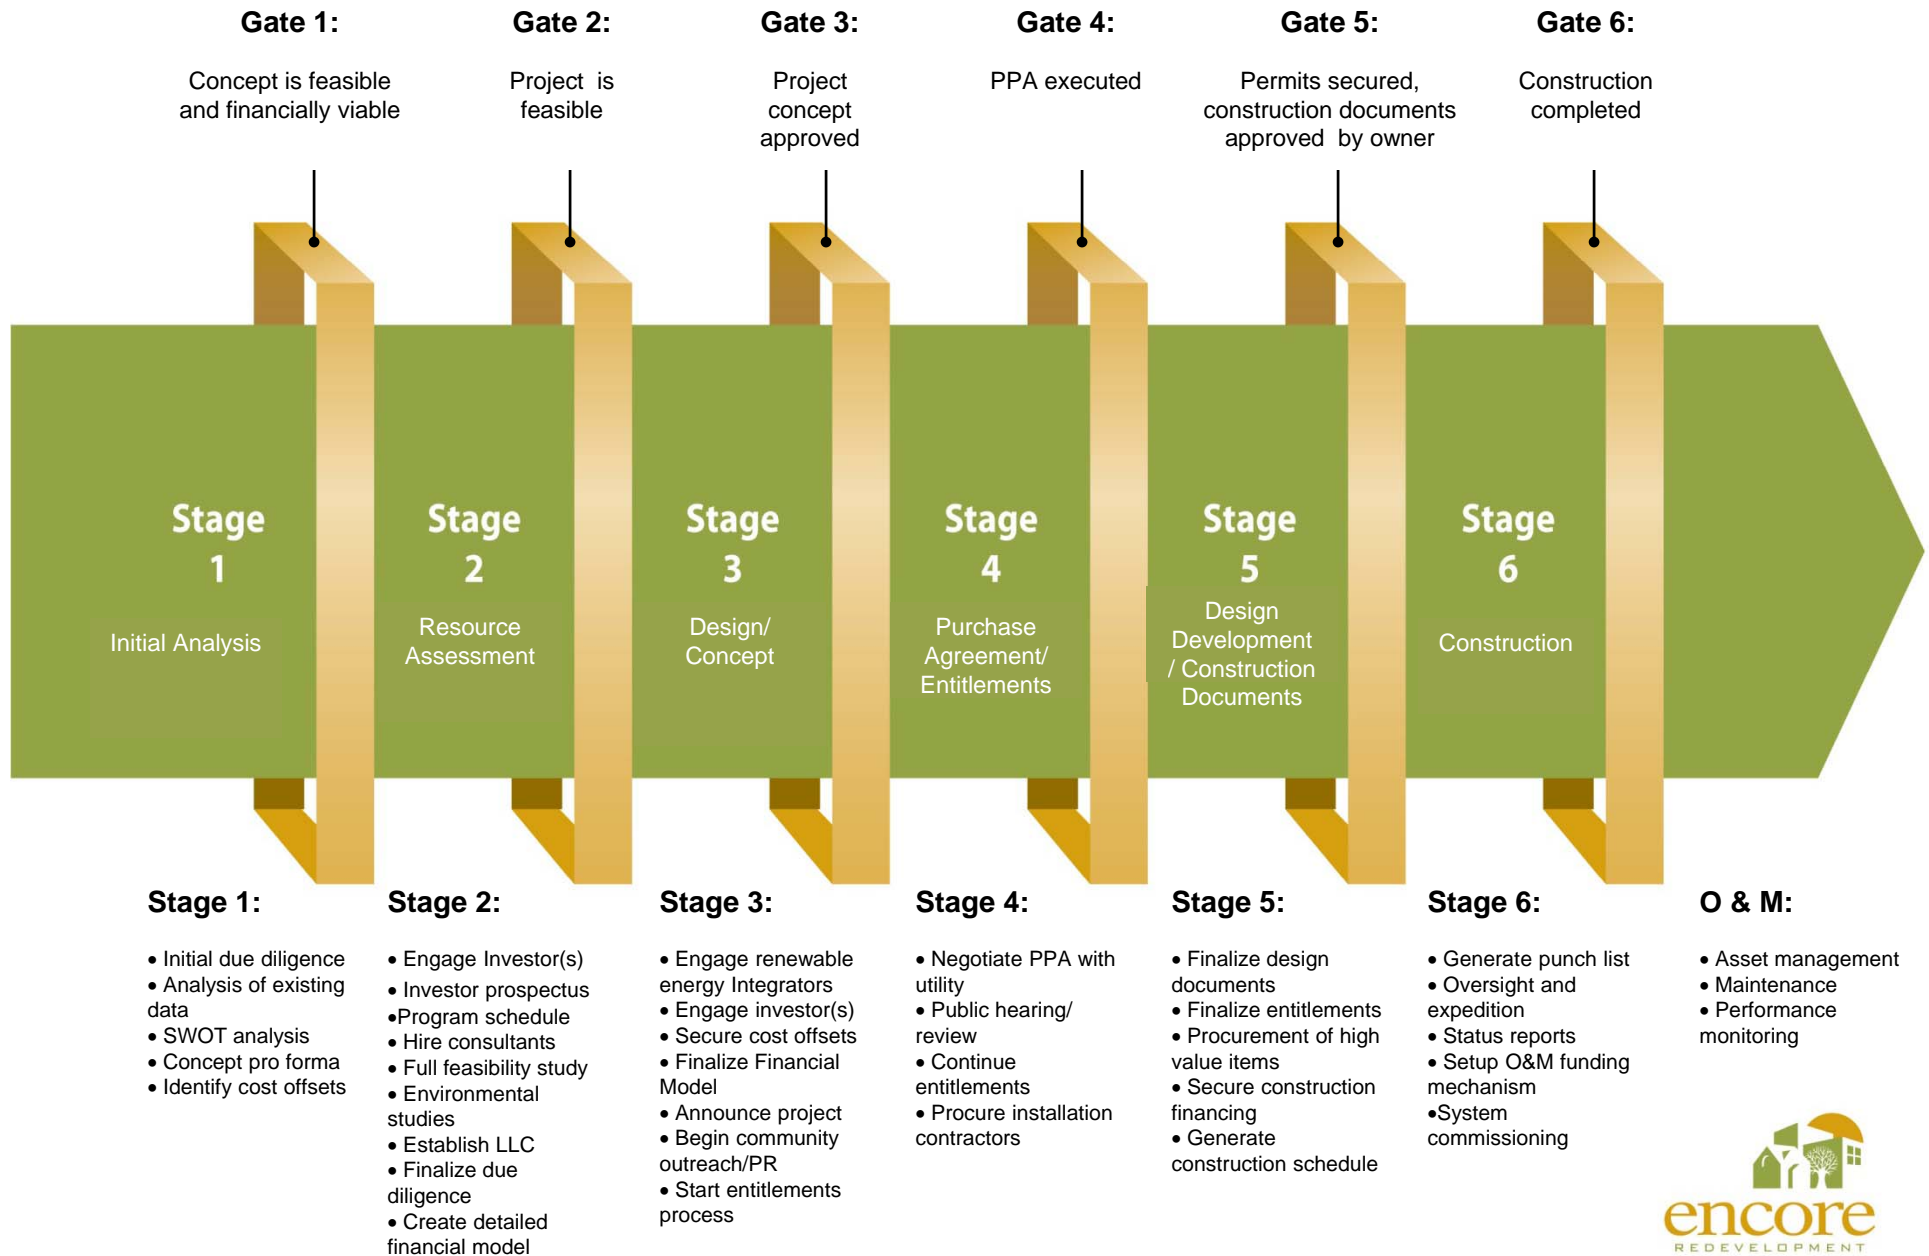 Gate 1:
Concept is feasible
and financially viable
Gate 2:
Project is
feasible
Gate 3:
Project
concept
approved
Gate 4:
PPA executed
Gate 5:
Permits secured,
construction documents
approved by owner
Gate 6:
Construction
completed
Stage
1
Initial Analysis
Stage
2
Resource
Assessment
Stage
3
Design/
Concept
Stage
4
Purchase
Agreement/
Entitlements
Stage
5
Design
Development
/ Construction
Documents
Stage
6
Construction
Stage 1:
• Initial due diligence
• Analysis of existing
data
• SWOT analysis
• Concept pro forma
• Identify cost offsets
Stage 2:
• Engage Investor(s)
• Investor prospectus
•Program schedule
• Hire consultants
• Full feasibility study
• Environmental
studies
• Establish LLC
• Finalize due
diligence
• Create detailed
financial model
Stage 3:
• Engage renewable
energy Integrators
• Engage investor(s)
• Secure cost offsets
• Finalize Financial
Model
• Announce project
• Begin community
outreach/PR
• Start entitlements
process
Stage 4:
• Negotiate PPA with
utility
• Public hearing/
review
• Continue
entitlements
• Procure installation
contractors
Stage 5:
• Finalize design
documents
• Finalize entitlements
• Procurement of high
value items
• Secure construction
financing
• Generate
construction schedule
Stage 6:
• Generate punch list
• Oversight and
expedition
• Status reports
• Setup O&M funding
mechanism
•System
commissioning
O & M:
• Asset management
• Maintenance
• Performance
monitoring
encore
REDEVELOPMENT